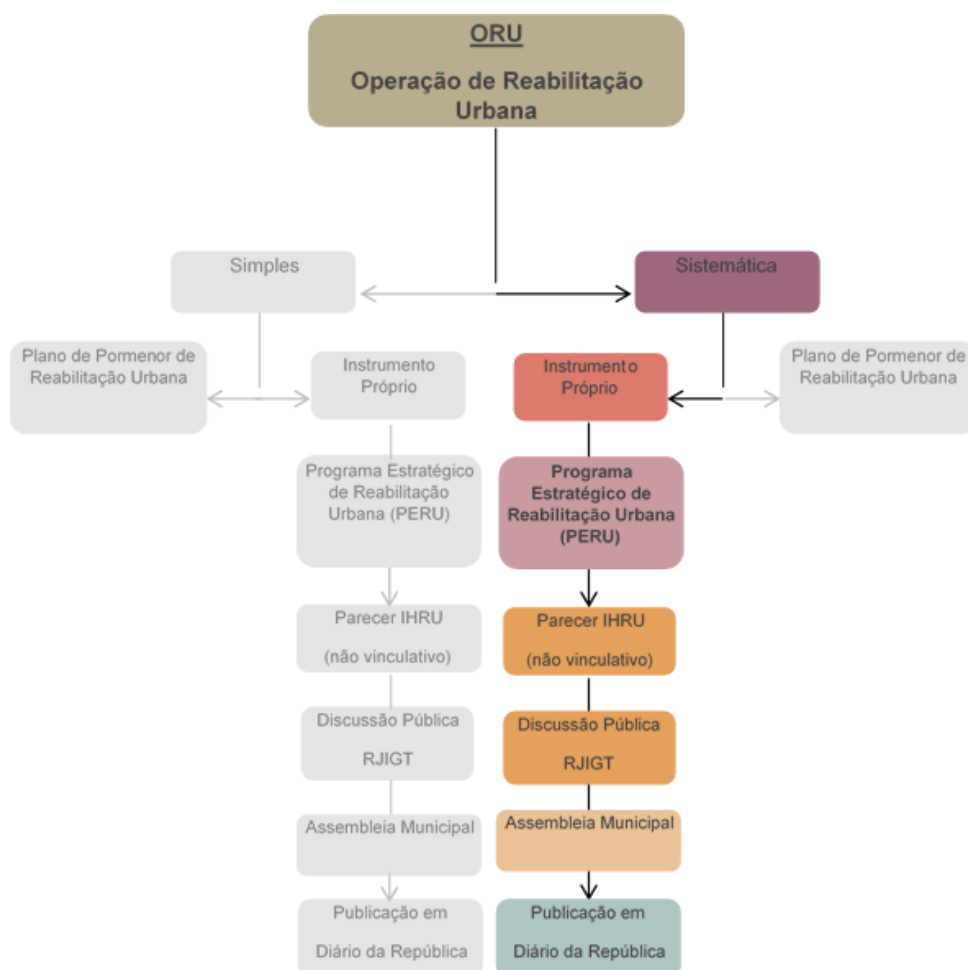 ORU
Operação de Reabilitação
Urbana
Simples
Sistemática
Plano de Pormenor de
Reabilitação Urbana
Instrumento
Próprio
Instrumento
Próprio
Plano de Pormenor de
Reabilitação Urbana
Programa Estratégico
de Reabilitação
Urbana (PERU)
Programa
Estratégico de
Reabilitação Urbana
(PERU)
Parecer IHRU
(não vinculativo)
Parecer IHRU
(não vinculativo)
Discussão Pública
RJIGT
Discussão Pública
RJIGT
Assembleia Municipal
Assembleia Municipal
Publicação em
Diário da República
Publicação em
Diário da República